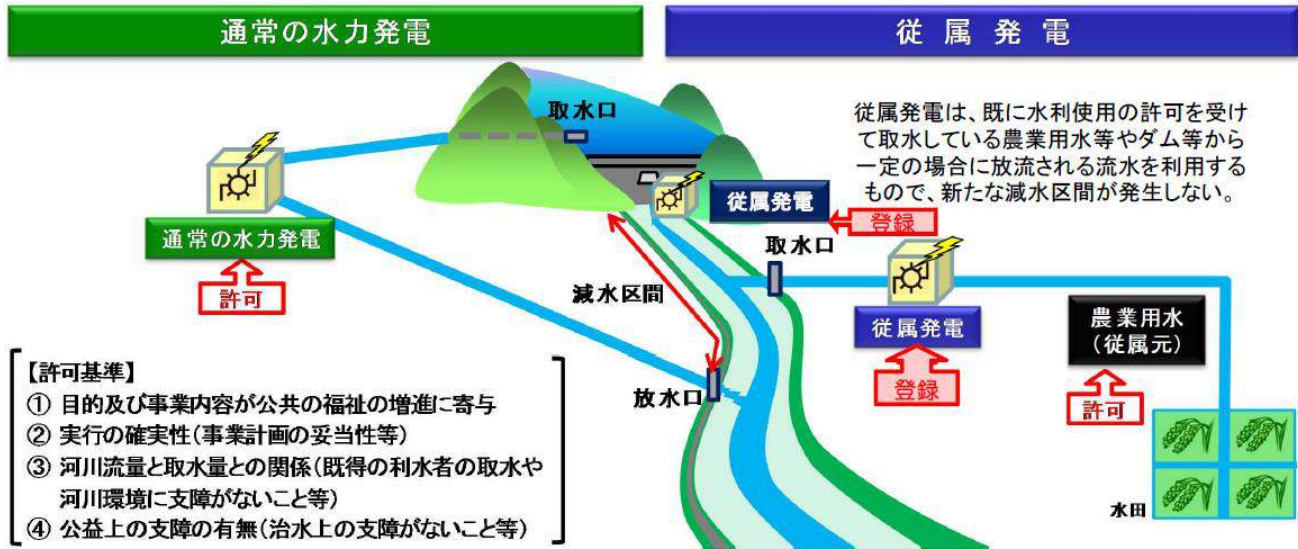 通常の水力発電
従属発電
取水口
従属発電は、既に水利使用の許可を受け
て取水している農業用水等やダム等から
一定の場合に放流される流水を利用する
もので、新たな減水区間が発生しない。
従属発電
登録
通常の水力発電
許可
取水口
減水区間
従属発電
登録
農業用水
(従属元)
許可
放水口
水田
【許可基準】
① 目的及び事業内容が公共の福祉の増進に寄与
② 実行の確実性(事業計画の妥当性等)
③ 河川流量と取水量との関係(既得の利水者の取水や
河川環境に支障がないこと等)
④ 公益上の支障の有無(治水上の支障がないこと等)